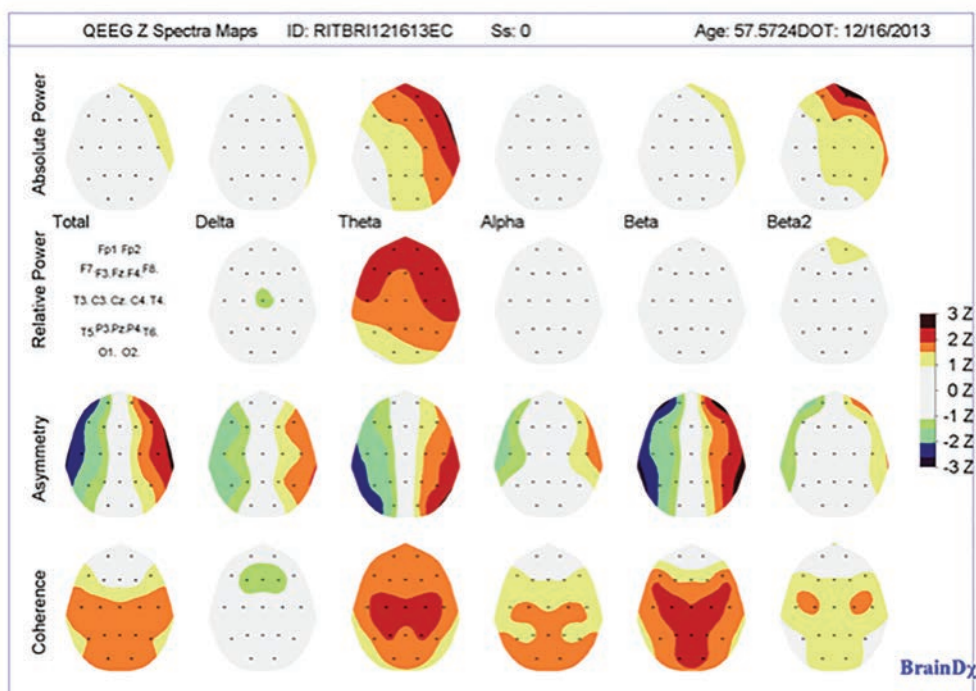 QEEG Z Spectra Maps ID: RITBRI121613EC Ss: 0 Age: 57.5724DOT: 12/16/2013
Absolute Power
Total Delta Theta Alpha Beta Beta2
Relative Power
Fp1 Fp2
F7 F3. Fz. F4. F8.
T3. C3. Cz. C4. T4.
T5 P3. Pz. P4 T6.
O1. O2.
3 Z
2 Z
1 Z
0 Z
-1 Z
-2 Z
-3 Z
Asymmetry
Coherence
BrainDχ